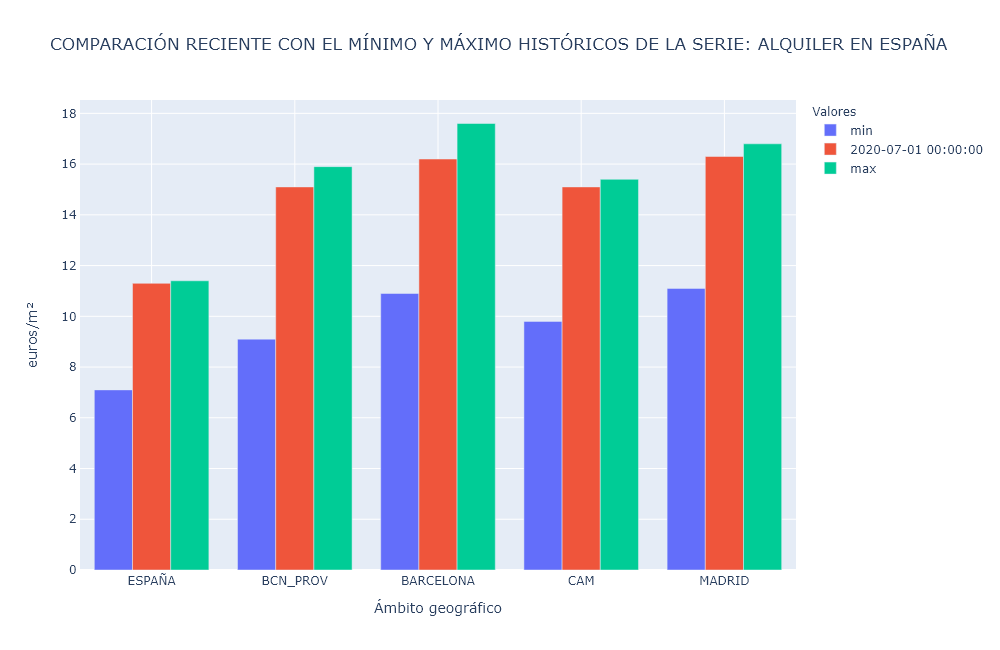 COMPARACIÓN RECIENTE CON EL MÍNIMO Y MÁXIMO HISTÓRICOS DE LA SERIE: ALQUILER EN ESPAÑA
Valores
min
2020-07-01 00:00:00
max
18
16
14
12
10
8
6
4
2
0
euros/m²
ESPAÑA
BCN_PROV
BARCELONA
CAM
MADRID
Ámbito geográfico